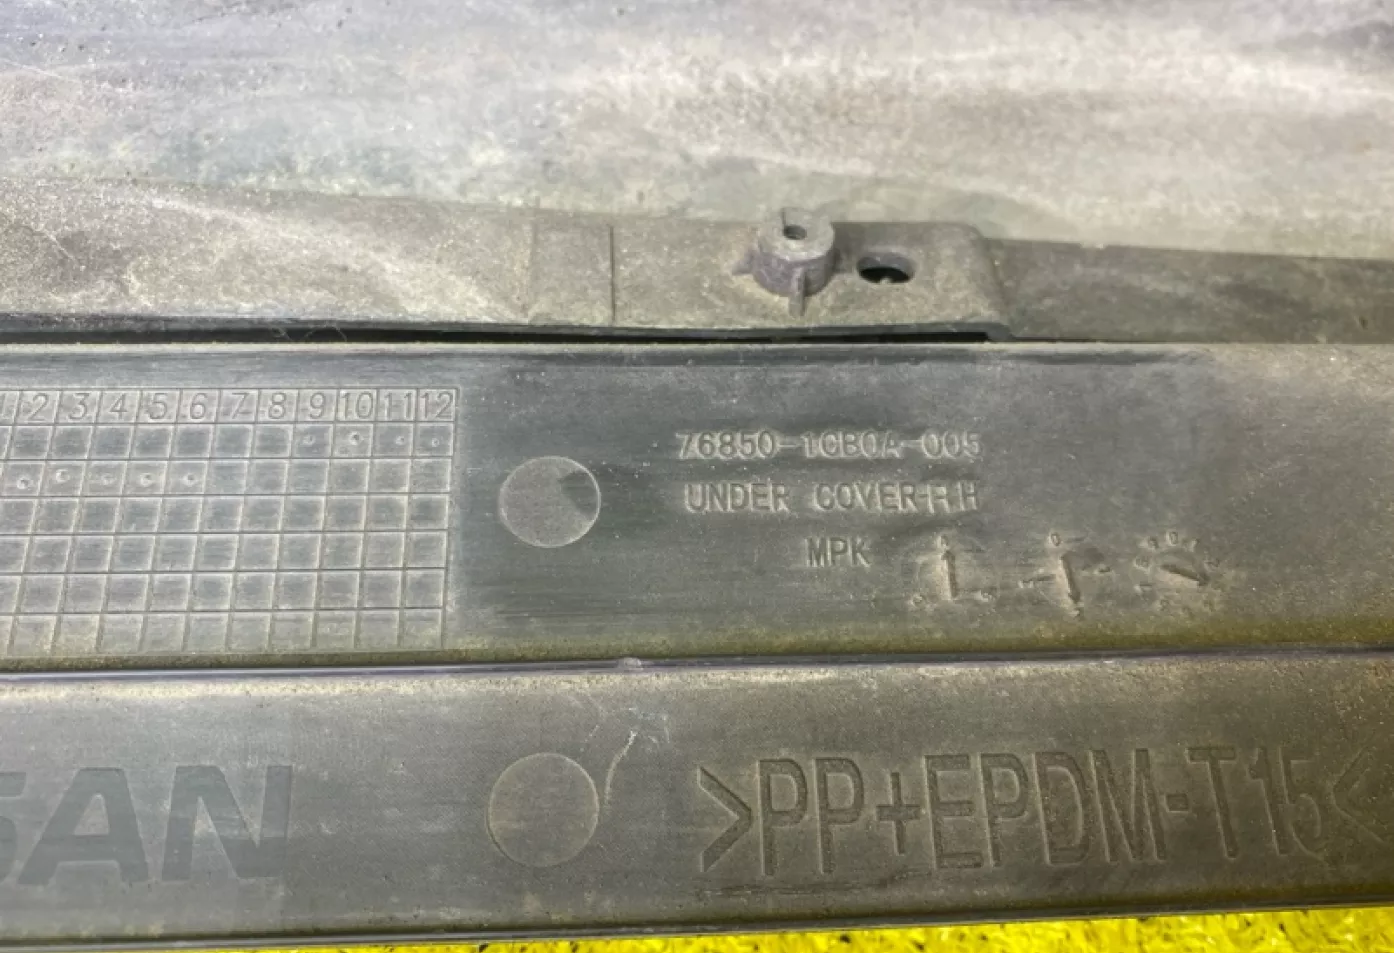 2 3 4 5 6 7 8 9 10 11 12
76850-1CB0A-005
UNDER COVER-RH
MPK
SAN
>PP+EPDM-T15<